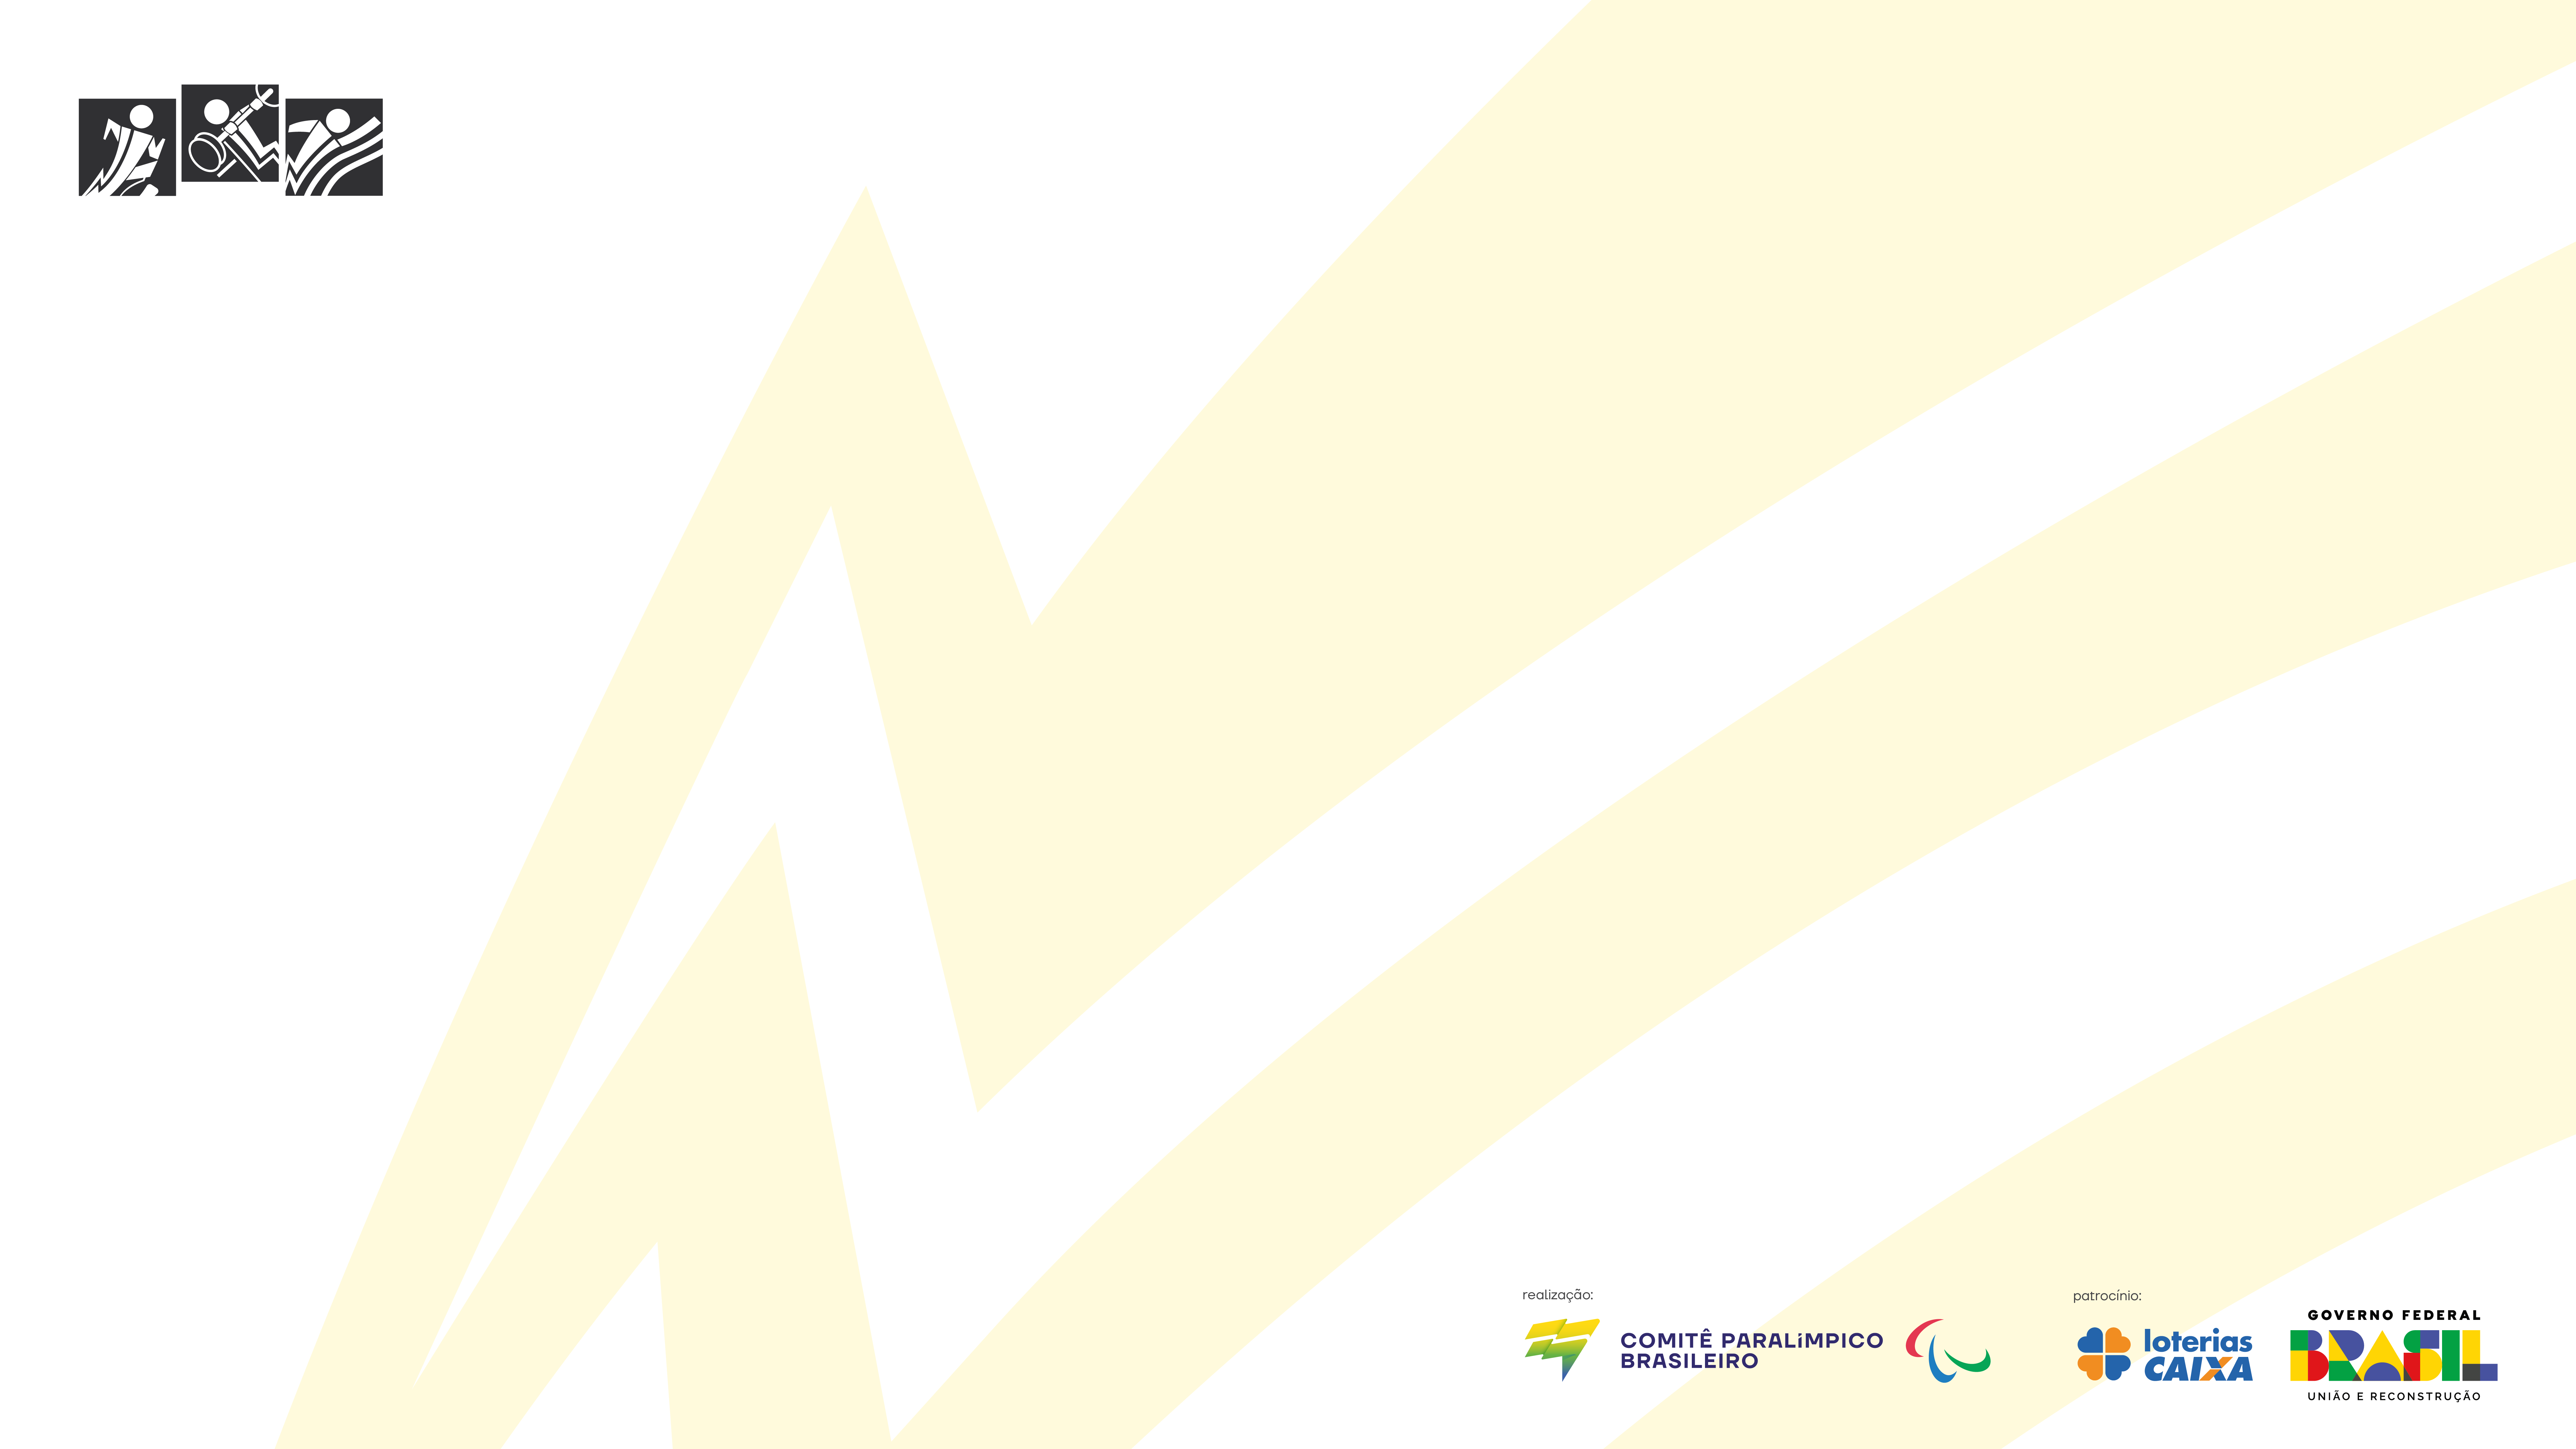 realização:
COMITÊ PARALÍMPICO
BRASILEIRO
patrocínio:
loterias
CAIXA
GOVERNO FEDERAL
BRASIL
UNIÃO E RECONSTRUÇÃO